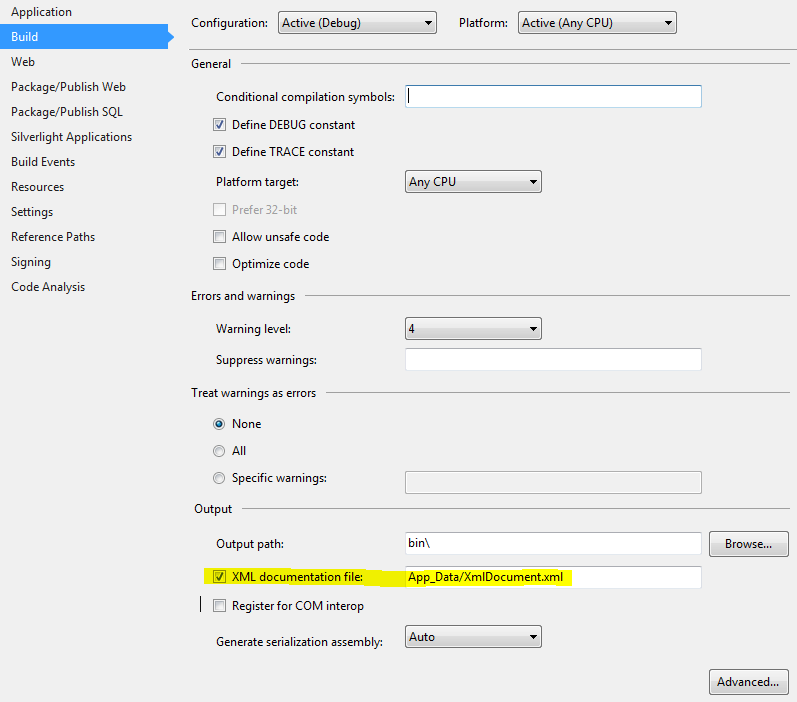 Application
Build
Web
Package/Publish Web
Package/Publish SQL
Silverlight Applications
Build Events
Resources
Settings
Reference Paths
Signing
Code Analysis
Configuration: Active (Debug) Platform: Active (Any CPU)
General
Conditional compilation symbols:
Define DEBUG constant
Define TRACE constant
Platform target: Any CPU
Prefer 32-bit
Allow unsafe code
Optimize code
Errors and warnings
Warning level: 4
Suppress warnings:
Treat warnings as errors
None
All
Specific warnings:
Output
Output path: bin\ Browse...
XML documentation file: App_Data/XmlDocument.xml
Register for COM interop
Generate serialization assembly: Auto
Advanced...